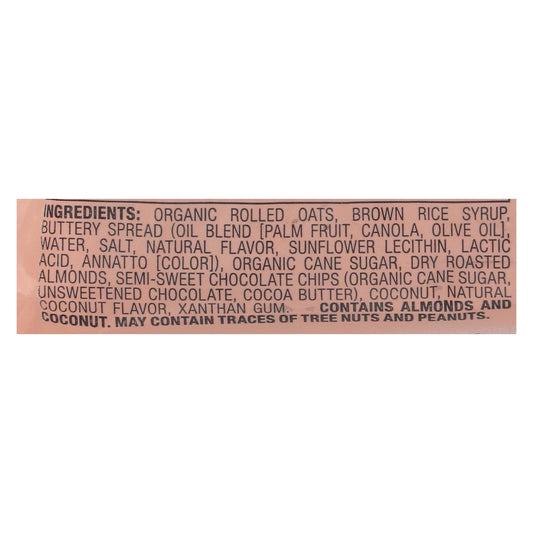 INGREDIENTS: ORGANIC ROLLED OATS, BROWN RICE SYRUP,
BUTTERY SPREAD (OIL BLEND [PALM FRUIT, CANOLA, OLIVE OIL],
WATER, SALT, NATURAL FLAVOR, SUNFLOWER LECITHIN, LACTIC
ACID, ANNATTO [COLOR]), ORGANIC CANE SUGAR, DRY ROASTED
ALMONDS, SEMI-SWEET CHOCOLATE CHIPS (ORGANIC CANE SUGAR,
UNSWEETENED CHOCOLATE, COCOA BUTTER), COCONUT, NATURAL
COCONUT FLAVOR, XANTHAN GUM. CONTAINS ALMONDS AND
COCONUT. MAY CONTAIN TRACES OF TREE NUTS AND PEANUTS.